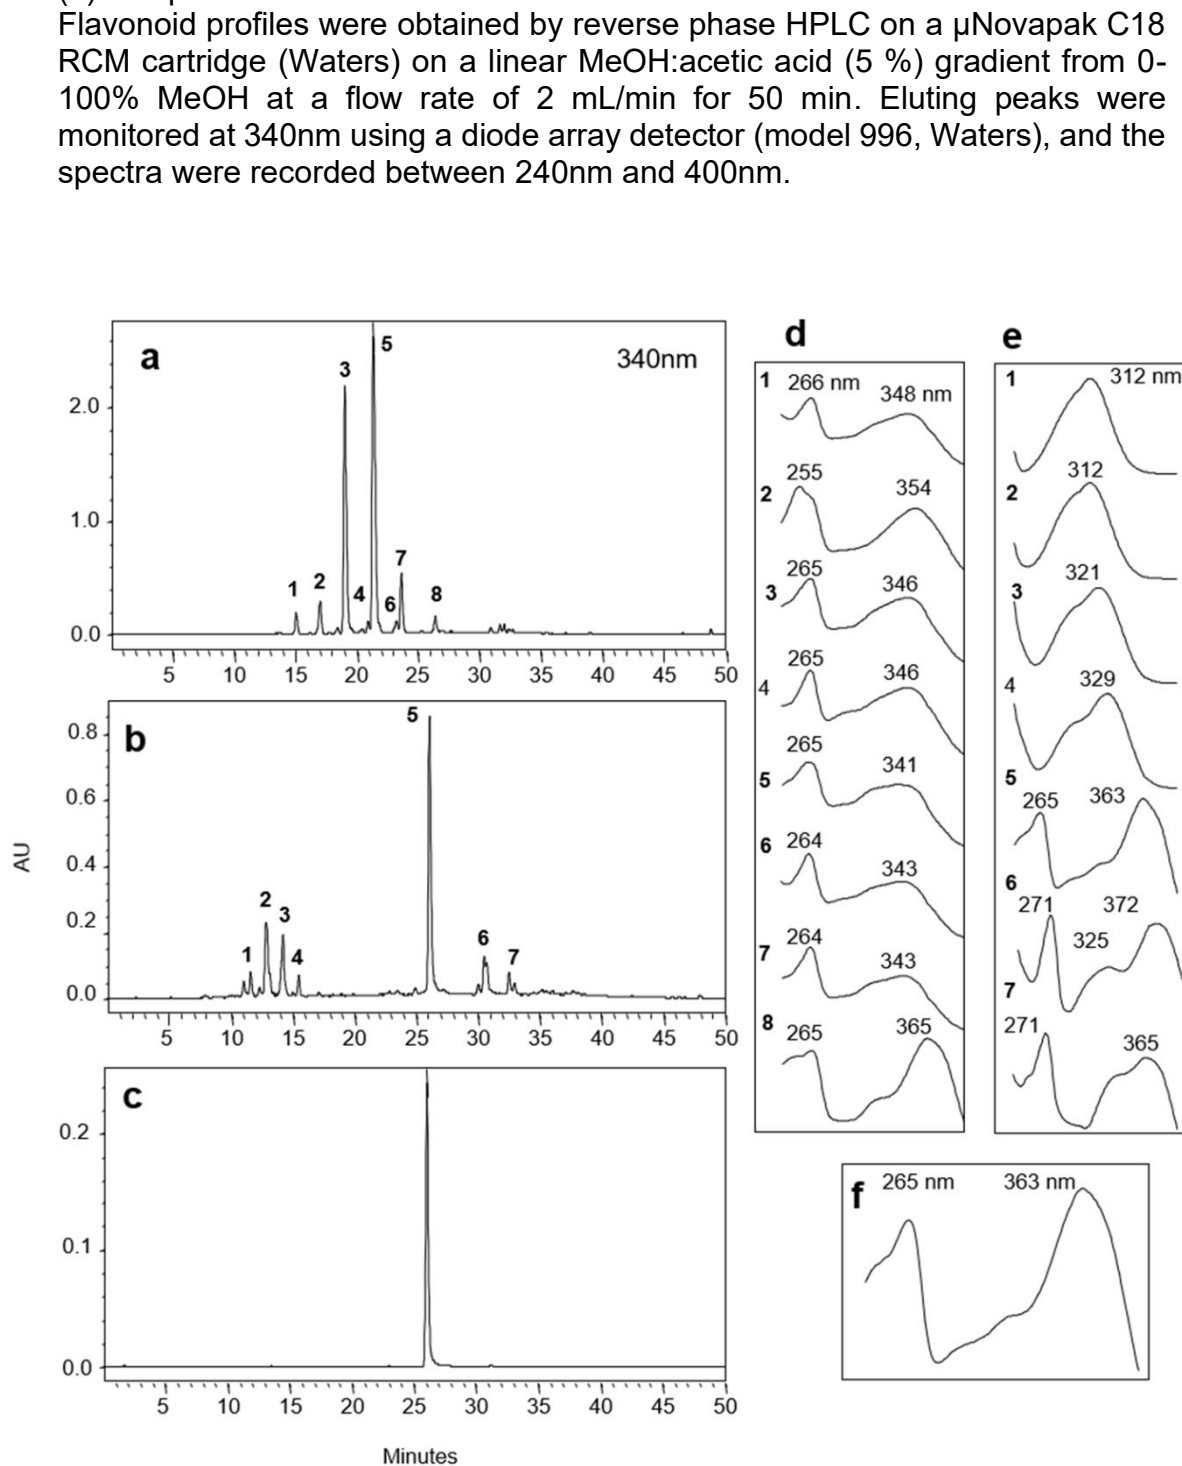 Flavonoid profiles were obtained by reverse phase HPLC on a µNovapak C18
RCM cartridge (Waters) on a linear MeOH:acetic acid (5 %) gradient from 0-
100% MeOH at a flow rate of 2 mL/min for 50 min. Eluting peaks were
monitored at 340nm using a diode array detector (model 996, Waters), and the
spectra were recorded between 240nm and 400nm.
a
340nm
2.0
1.0
0.0
1
2
3
4
5
6
7
8
5 10 15 20 25 30 35 40 45 50
b
AU
0.8
0.6
0.4
0.2
0.0
1
2
3
4
5
6
7
5 10 15 20 25 30 35 40 45 50
c
0.2
0.1
0.0
5 10 15 20 25 30 35 40 45 50
Minutes
d
1 266 nm 348 nm
2 255 354
3 265 346
4 265 346
5 265 341
6 264 343
7 264 343
8 265 365
e
1 312 nm
2 312
3 321
4 329
5 265 363
6 271 325 372
7 271 365
f 265 nm 363 nm